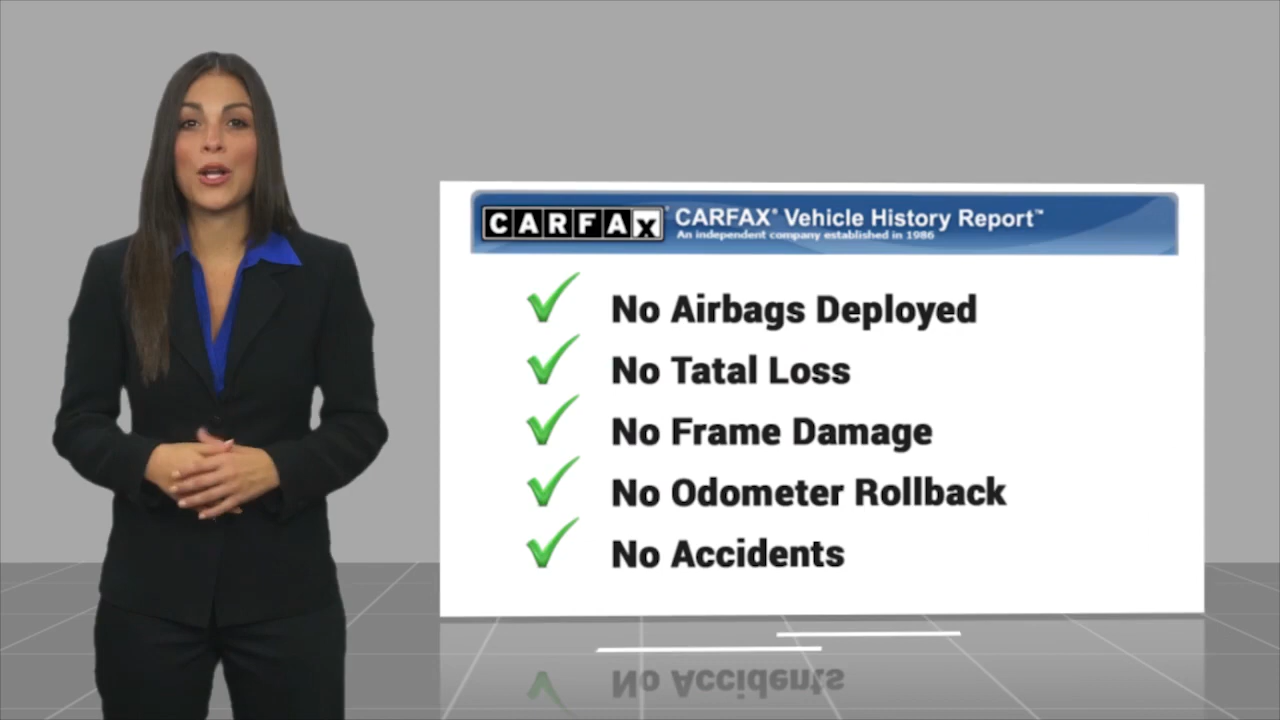 CARFAX CARFAX® Vehicle History Report™
An independent company established in 1986
No Airbags Deployed
No Tatal Loss
No Frame Damage
No Odometer Rollback
No Accidents
No Accidents